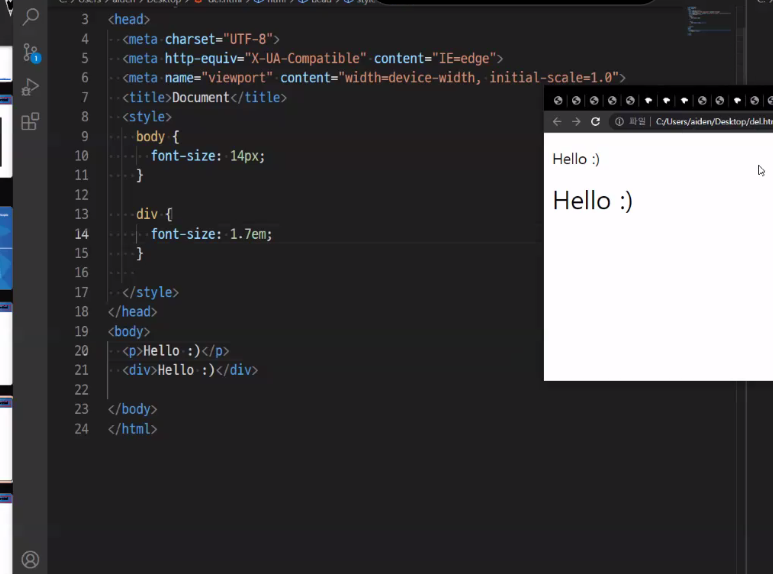 3 <head>
4 <meta charset="UTF-8">
5 <meta http-equiv="X-UA-Compatible" content="IE=edge">
6 <meta name="viewport" content="width=device-width, initial-scale=1.0">
7 <title>Document</title>
8 <style>
9 body {
10 font-size: 14px;
11 }
12
13 div {
14 font-size: 1.7em;
15 }
16
17 </style>
18 </head>
19 <body>
20 <p>Hello :)</p>
21 <div>Hello :)</div>
22
23 </body>
24 </html>
1
파일 | C:/Users/aiden/Desktop/del.htm
Hello :)
Hello :)